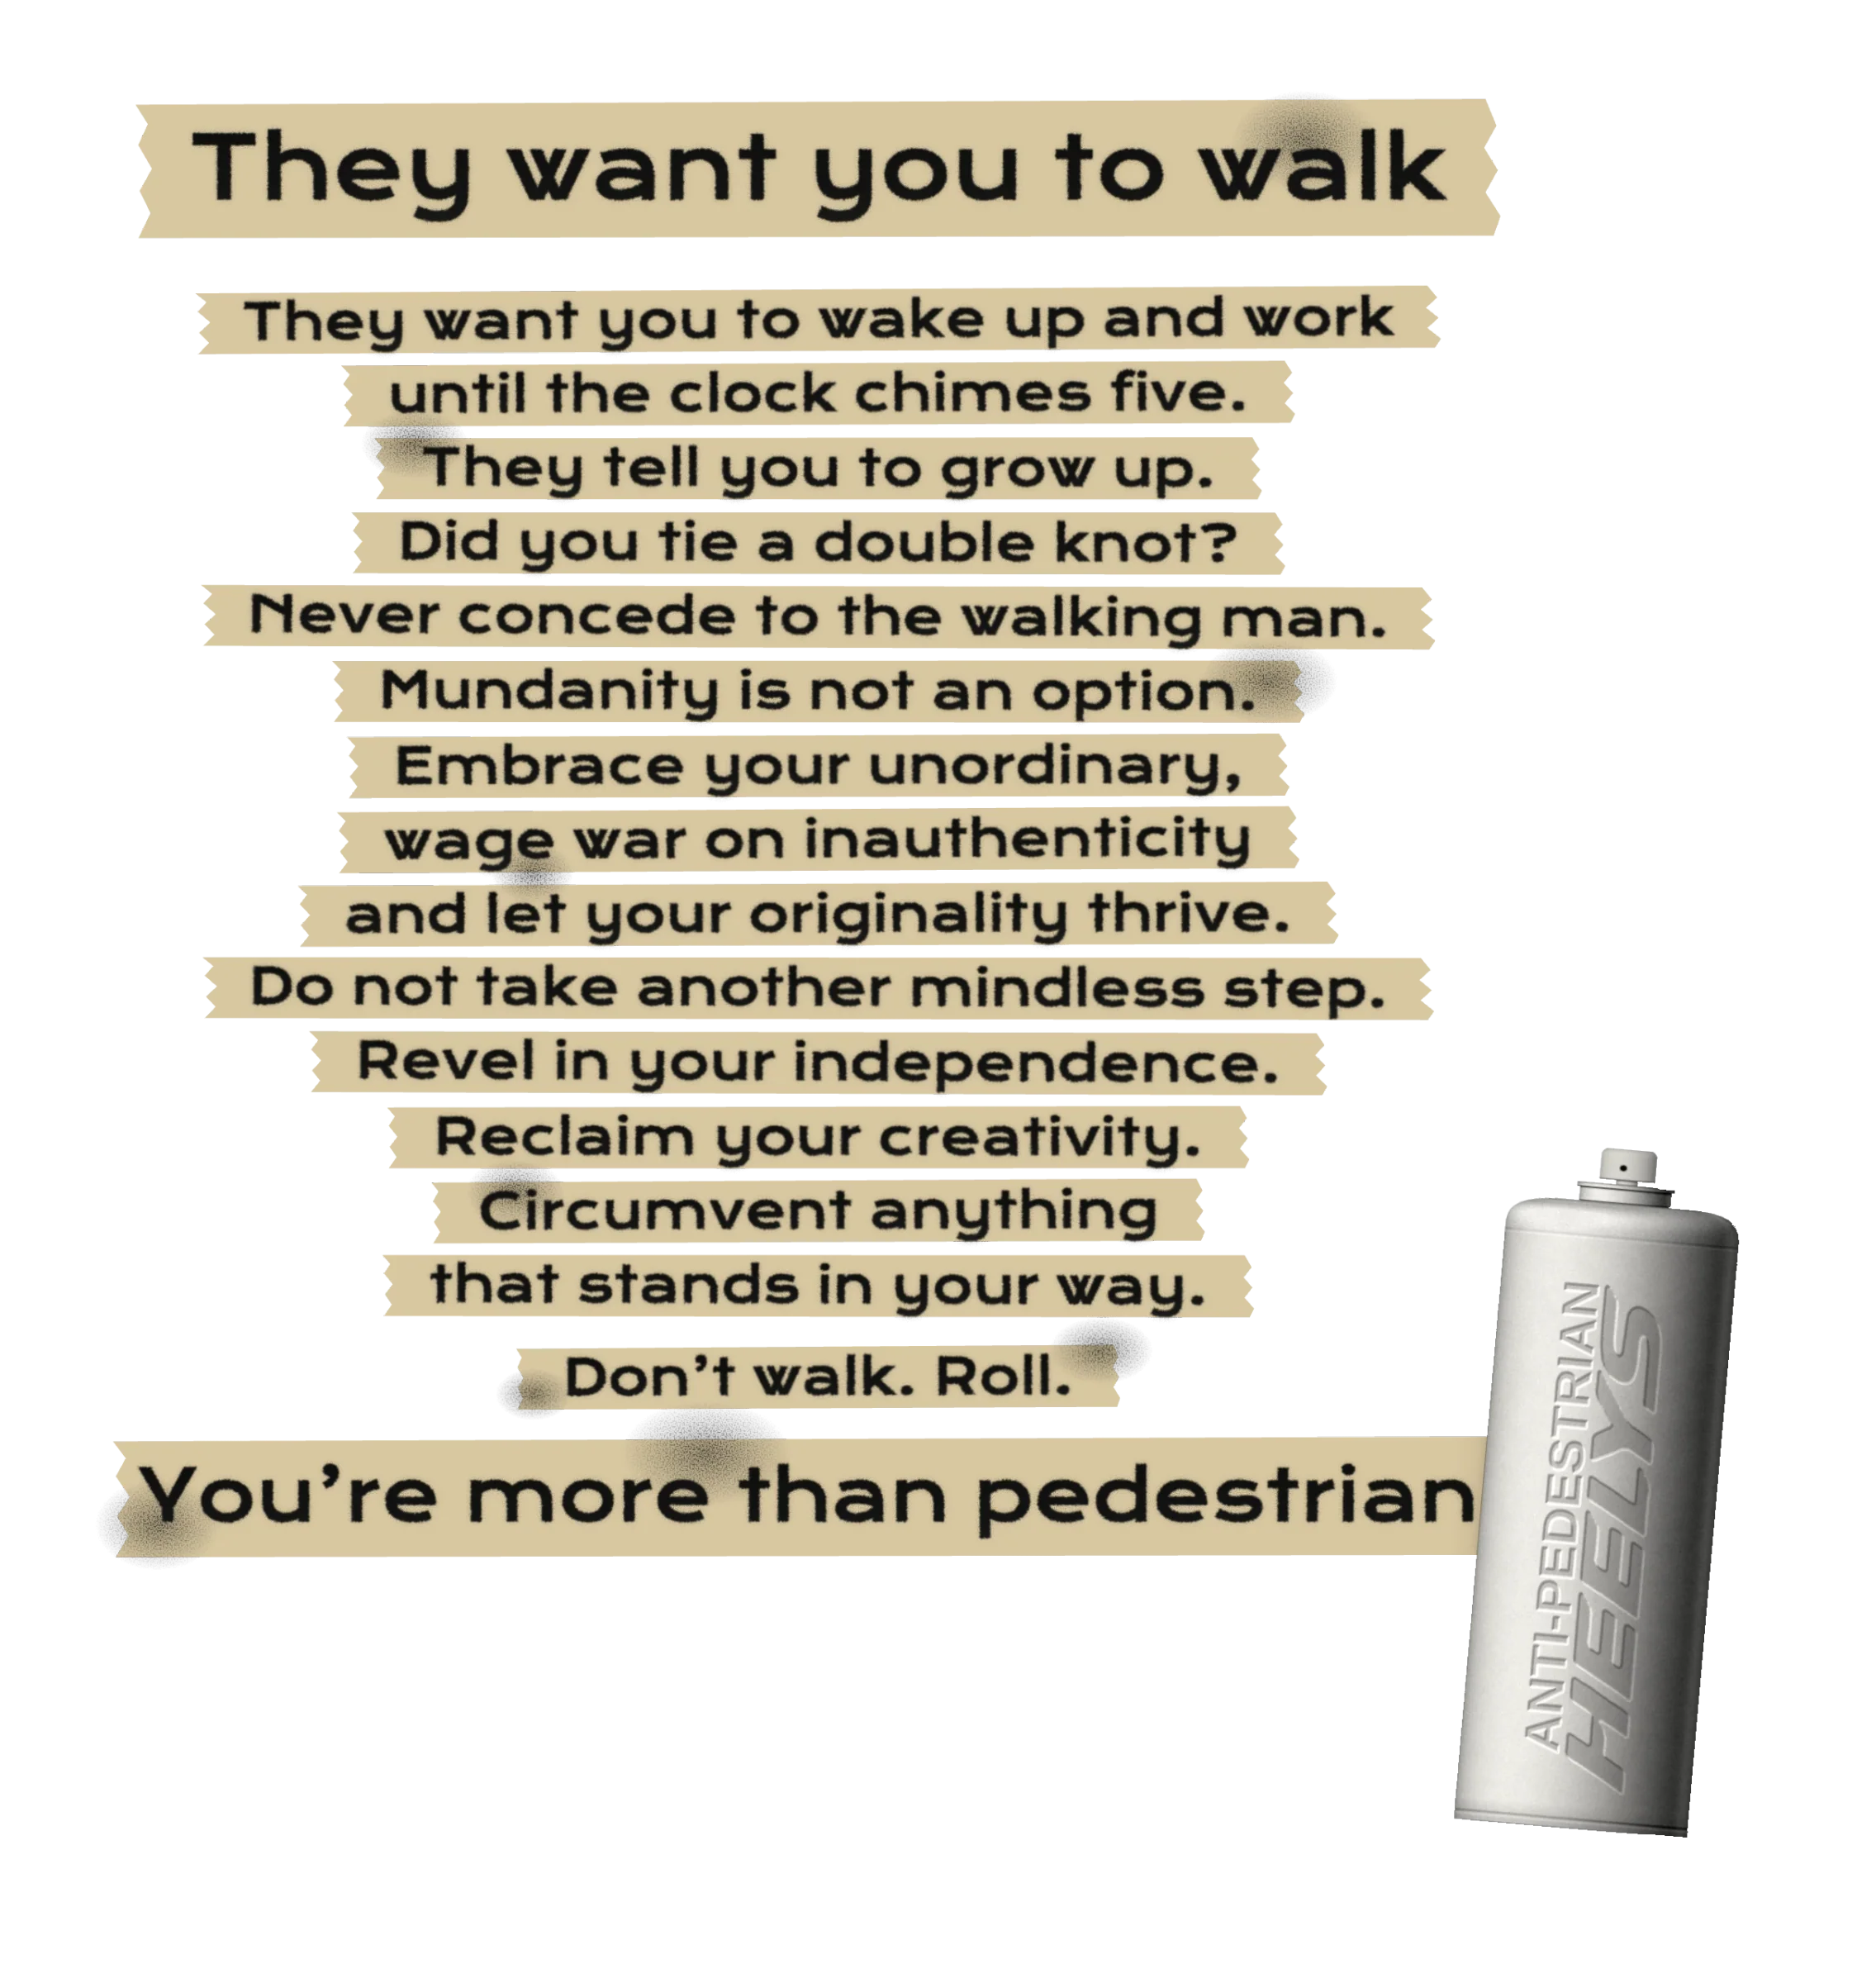 They want you to walk
They want you to wake up and work
until the clock chimes five.
They tell you to grow up.
Did you tie a double knot?
Never concede to the walking man.
Mundanity is not an option.
Embrace your unordinary,
wage war on inauthenticity
and let your originality thrive.
Do not take another mindless step.
Revel in your independence.
Reclaim your creativity.
Circumvent anything
that stands in your way.
Don’t walk. Roll.
You’re more than pedestrian
ANTI-PEDESTRIAN
HEELYS